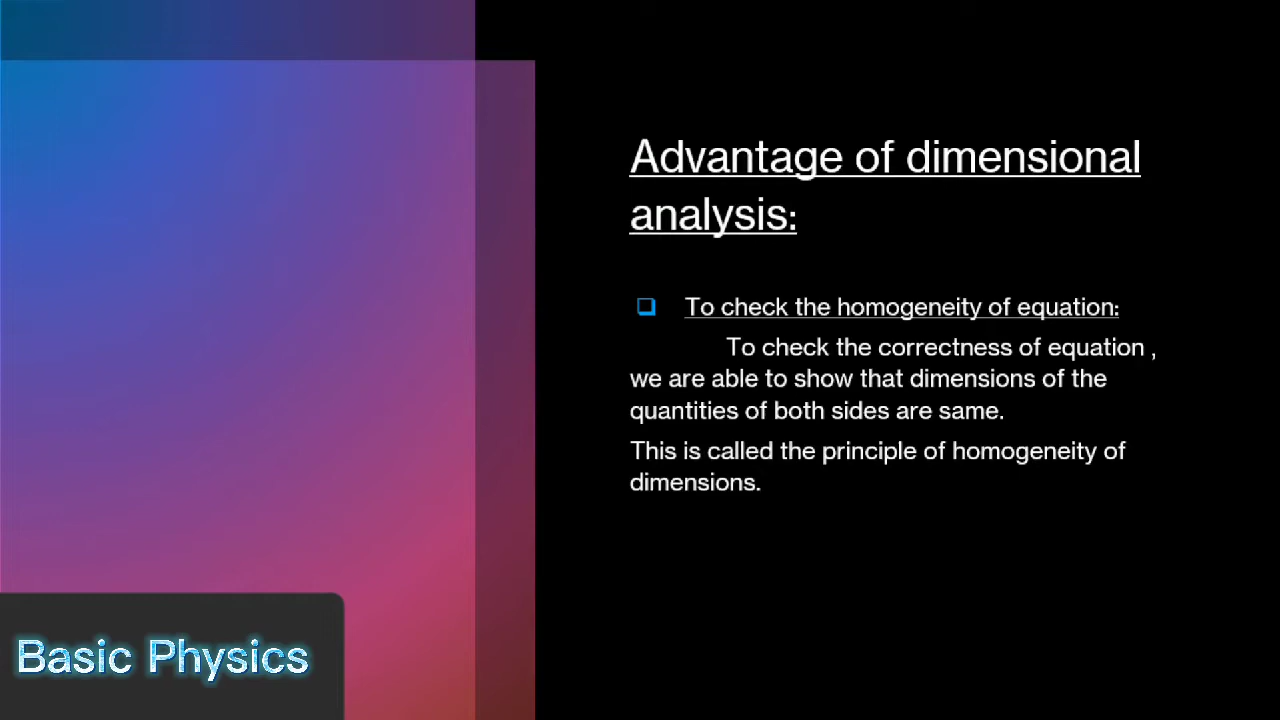 Advantage of dimensional
analysis:
To check the homogeneity of equation:
To check the correctness of equation ,
we are able to show that dimensions of the
quantities of both sides are same.
This is called the principle of homogeneity of
dimensions.
Basic Physics